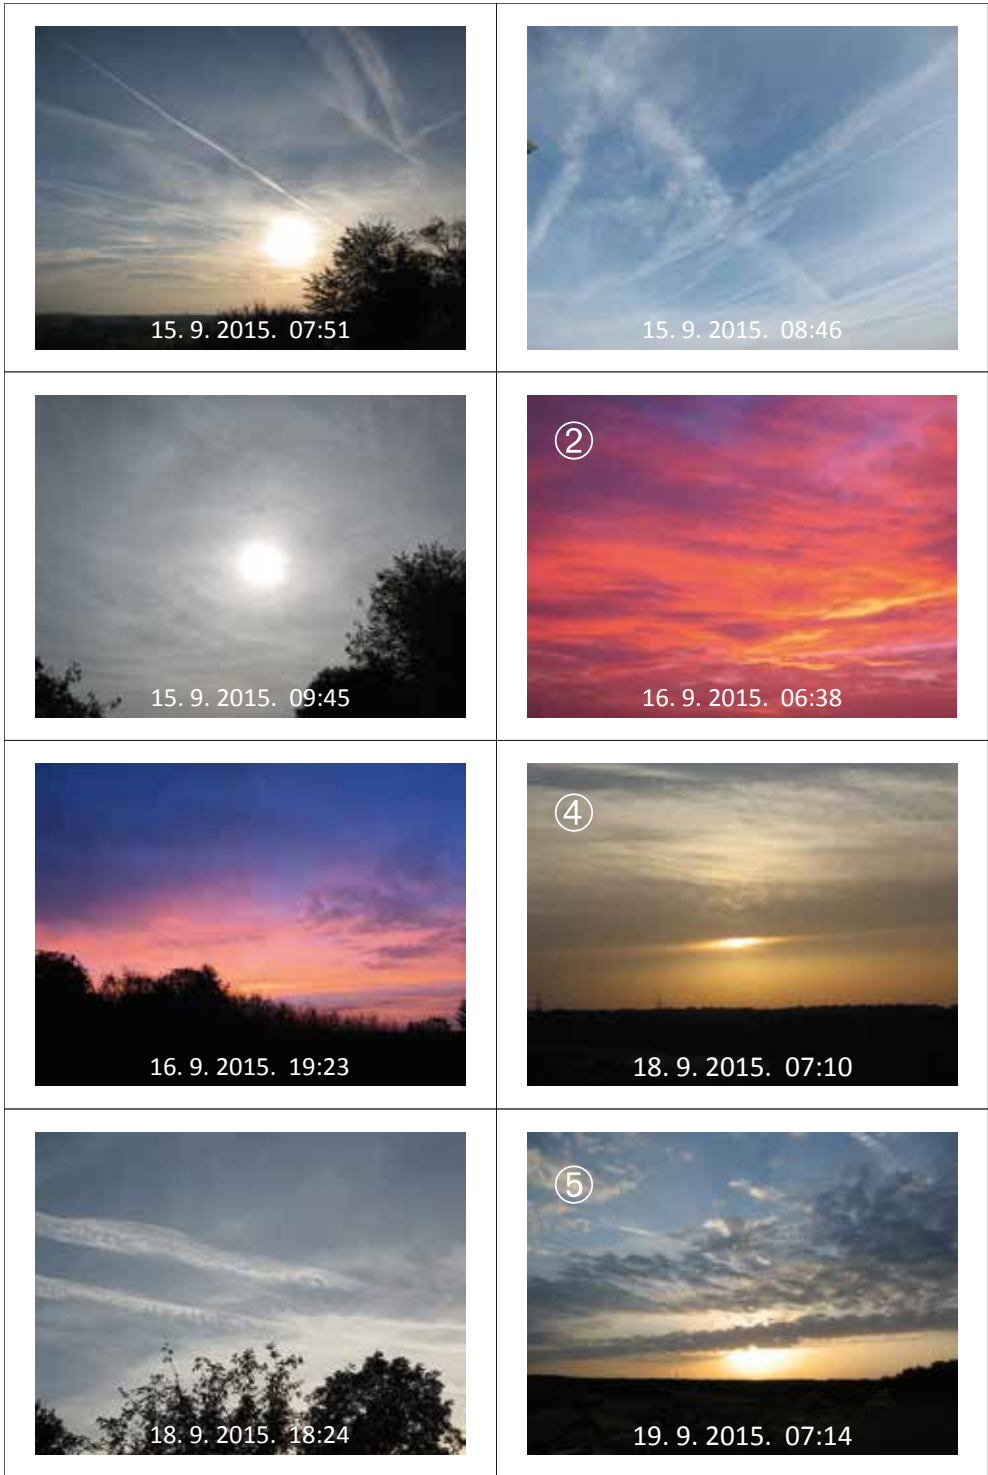 15. 9. 2015. 07:51
15. 9. 2015. 08:46
15. 9. 2015. 09:45
②
16. 9. 2015. 06:38
16. 9. 2015. 19:23
④
18. 9. 2015. 07:10
18. 9. 2015. 18:24
⑤
19. 9. 2015. 07:14